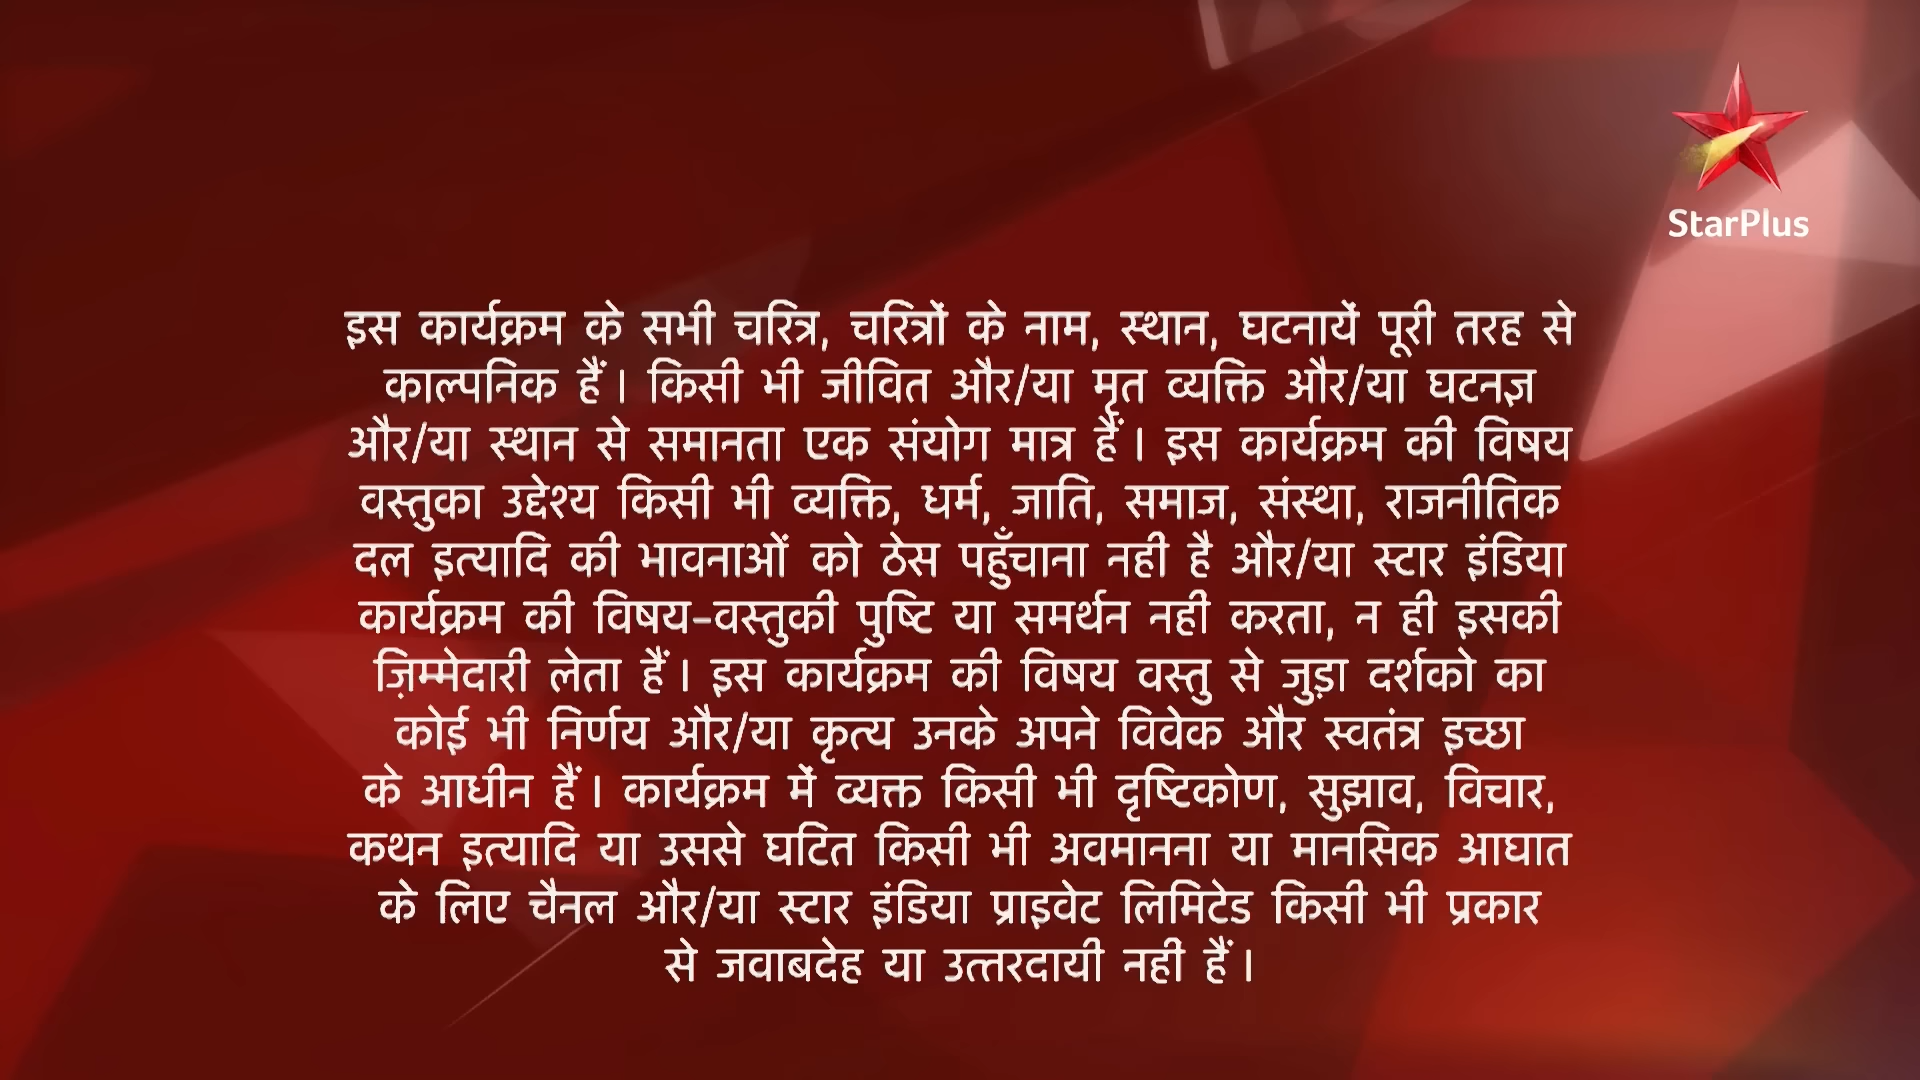 StarPlus
इस कार्यक्रम के सभी चरित्र, चरित्रों के नाम, स्थान, घटनायें पूरी तरह से
काल्पनिक हैं। किसी भी जीवित और/या मृत व्यक्ति और/या घटनज्ञ
और/या स्थान से समानता एक संयोग मात्र हैं। इस कार्यक्रम की विषय
वस्तुका उद्देश्य किसी भी व्यक्ति, धर्म, जाति, समाज, संस्था, राजनीतिक
दल इत्यादि की भावनाओं को ठेस पहुँचाना नही है और/या स्टार इंडिया
कार्यक्रम की विषय-वस्तुकी पुष्टि या समर्थन नही करता, न ही इसकी
ज़िम्मेदारी लेता हैं। इस कार्यक्रम की विषय वस्तु से जुड़ा दर्शको का
कोई भी निर्णय और/या कृत्य उनके अपने विवेक और स्वतंत्र इच्छा
के आधीन हैं। कार्यक्रम में व्यक्त किसी भी दृष्टिकोण, सुझाव, विचार,
कथन इत्यादि या उससे घटित किसी भी अवमानना या मानसिक आघात
के लिए चैनल और/या स्टार इंडिया प्राइवेट लिमिटेड किसी भी प्रकार
से जवाबदेह या उत्तरदायी नही हैं।